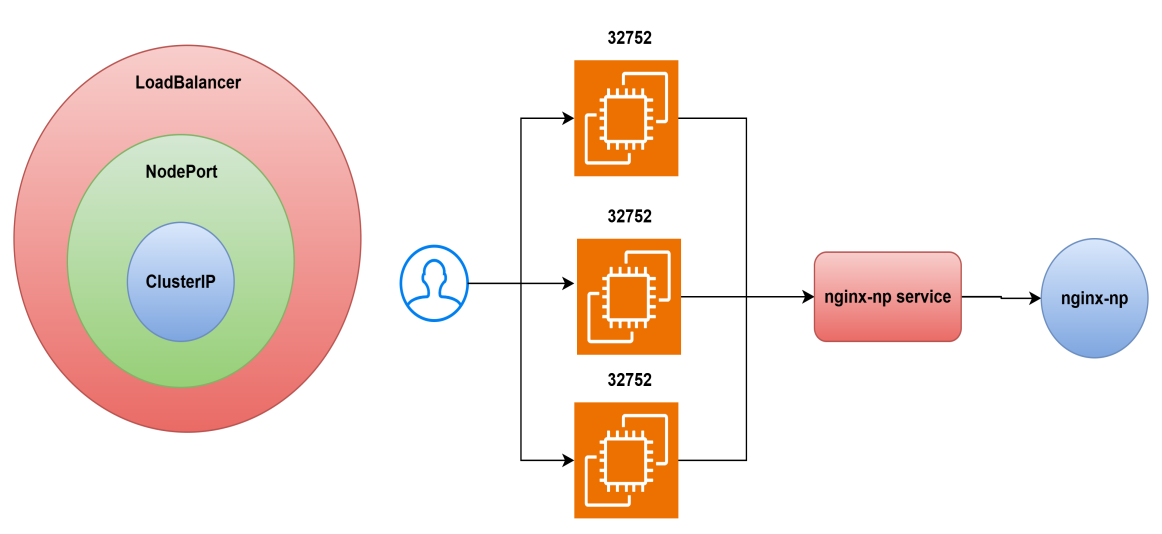 LoadBalancer
NodePort
ClusterIP
32752
32752
32752
nginx-np service
nginx-np